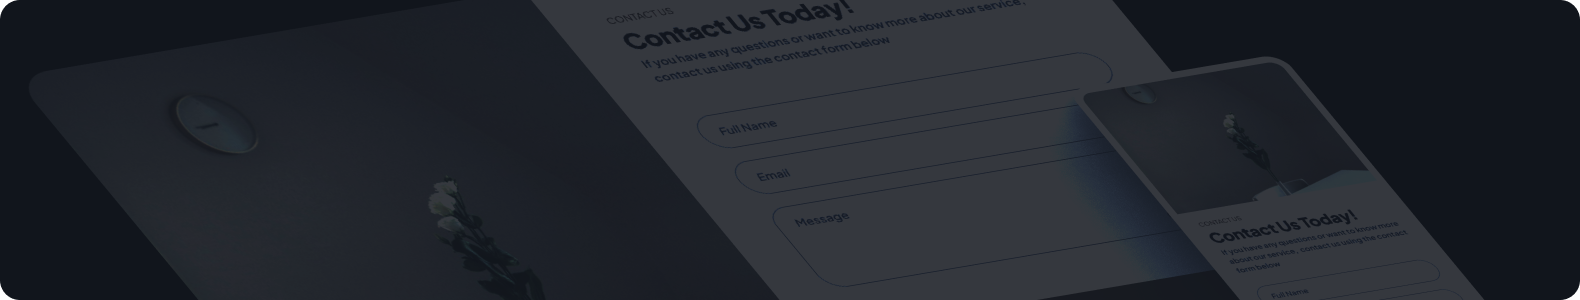 CONTACT US
Contact Us Today!
If you have any questions or want to know more about our service,
contact us using the contact form below
Full Name
Email
Message
CONTACT US
Contact Us Today!
If you have any questions or want to know more
about our service, contact us using the contact
form below
Full Name